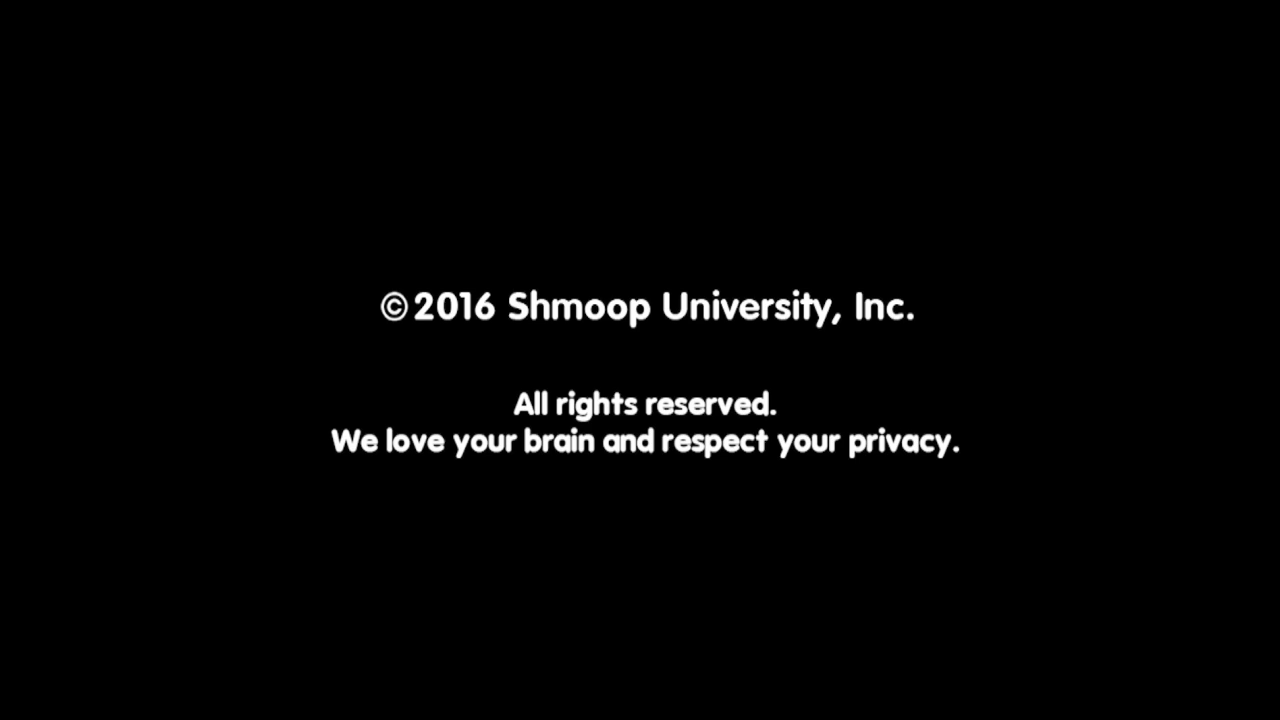 ©2016 Shmoop University, Inc.
All rights reserved.
We love your brain and respect your privacy.